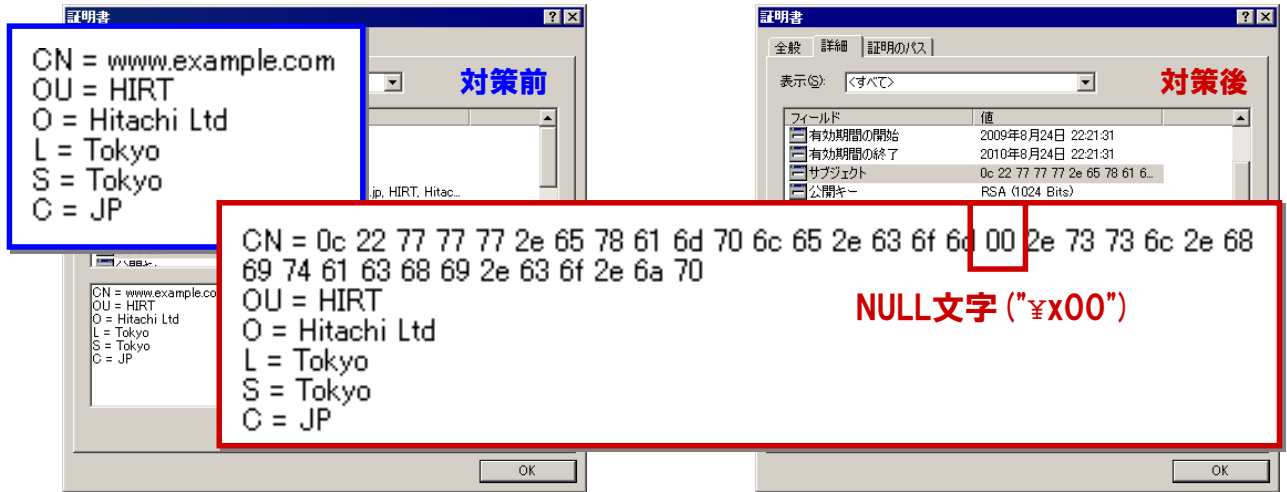 証明書
CN = www.example.com
OU = HIRT
O = Hitachi Ltd
L = Tokyo
S = Tokyo
C = JP
対策前
.jp, HIRT, Hitac...
CN = www.example.co
OU = HIRT
O = Hitachi Ltd
L = Tokyo
S = Tokyo
C = JP
OK
証明書
全般 詳細 証明のパス
表示(S): <すべて>
対策後
フィールド 値
有効期間の開始 2009年8月24日 22:21:31
有効期間の終了 2010年8月24日 22:21:31
サブジェクト 0c 22 77 77 77 2e 65 78 61 6...
公開キー RSA (1024 Bits)
CN = 0c 22 77 77 77 2e 65 78 61 6d 70 6c 65 2e 63 6f 6d 00 2e 73 73 6c 2e 68
69 74 61 63 68 69 2e 63 6f 2e 6a 70
OU = HIRT
O = Hitachi Ltd
L = Tokyo
S = Tokyo
C = JP
NULL文字("¥x00")
OK